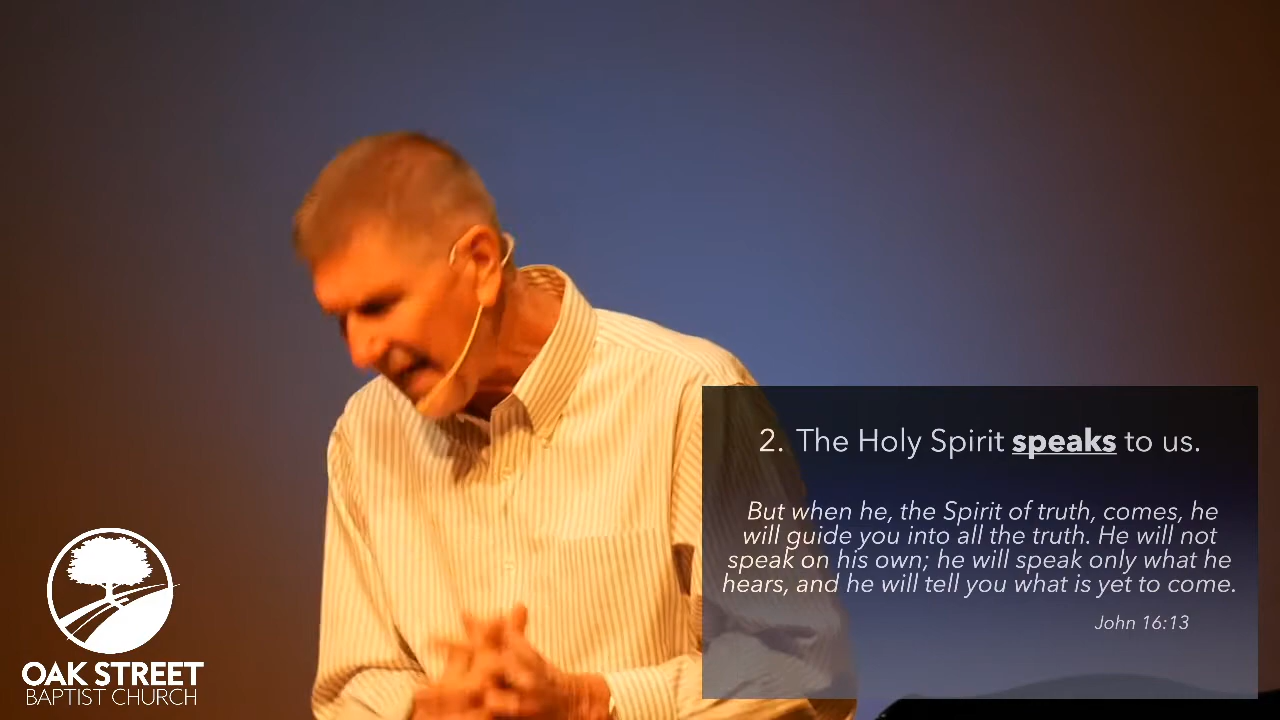 2. The Holy Spirit speaks to us.
But when he, the Spirit of truth, comes, he
will guide you into all the truth. He will not
speak on his own; he will speak only what he
hears, and he will tell you what is yet to come.
John 16:13
OAK STREET
BAPTIST CHURCH